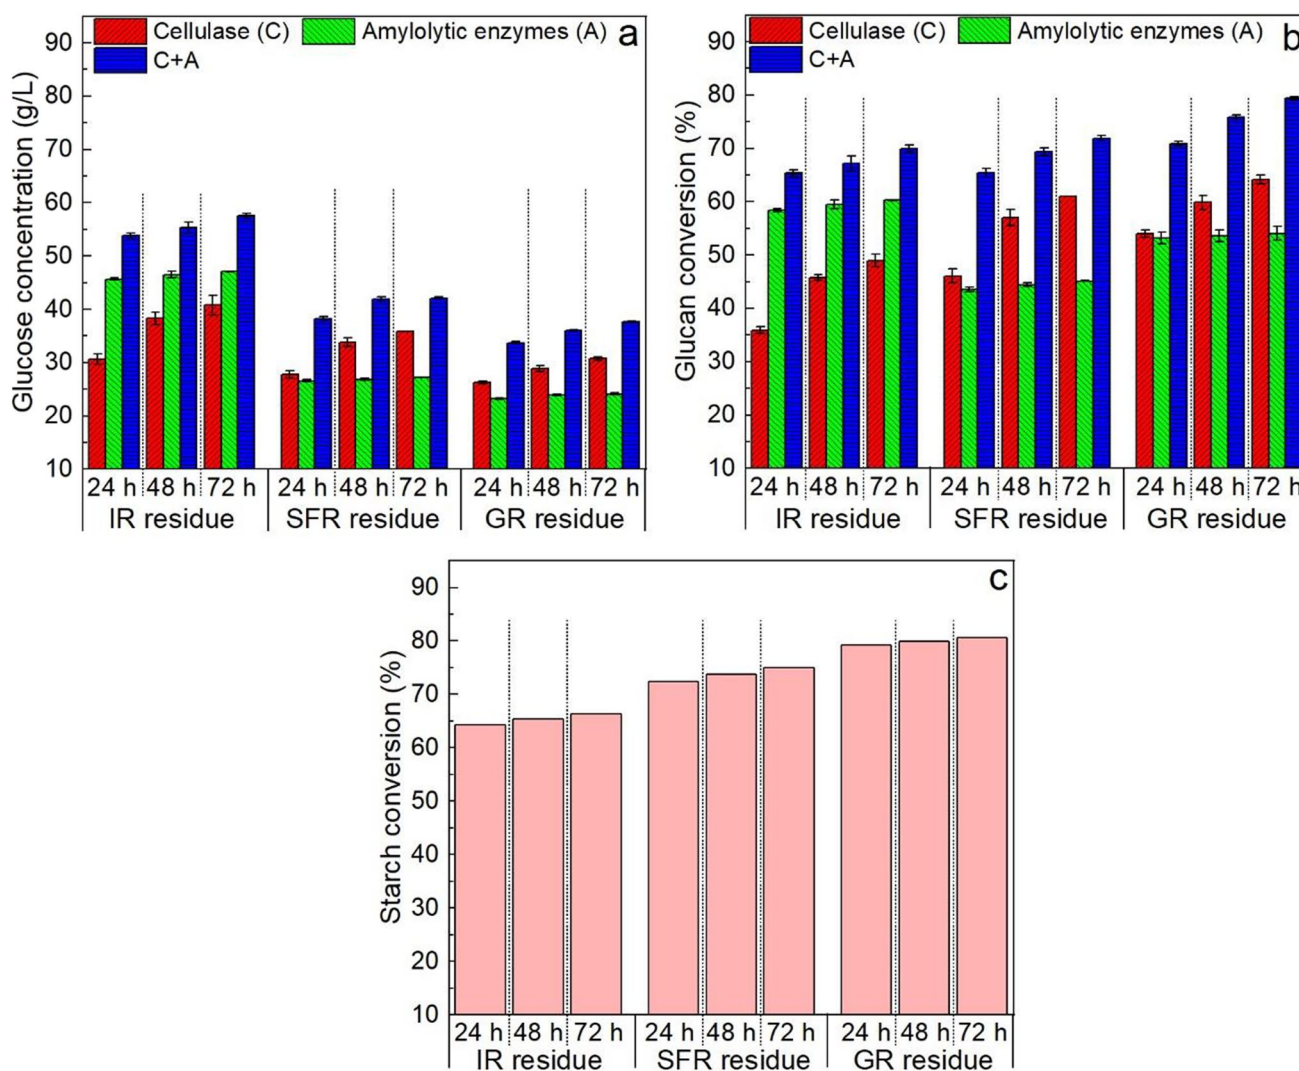 Cellulase (C) Amylolytic enzymes (A) a
C+A
Glucose concentration (g/L)
90
80
70
60
50
40
30
20
10
24 h 48 h 72 h 24 h 48 h 72 h 24 h 48 h 72 h
IR residue SFR residue GR residue
Cellulase (C) Amylolytic enzymes (A) b
C+A
Glucan conversion (%)
90
80
70
60
50
40
30
20
10
24 h 48 h 72 h 24 h 48 h 72 h 24 h 48 h 72 h
IR residue SFR residue GR residue
c
Starch conversion (%)
90
80
70
60
50
40
30
20
10
24 h 48 h 72 h 24 h 48 h 72 h 24 h 48 h 72 h
IR residue SFR residue GR residue